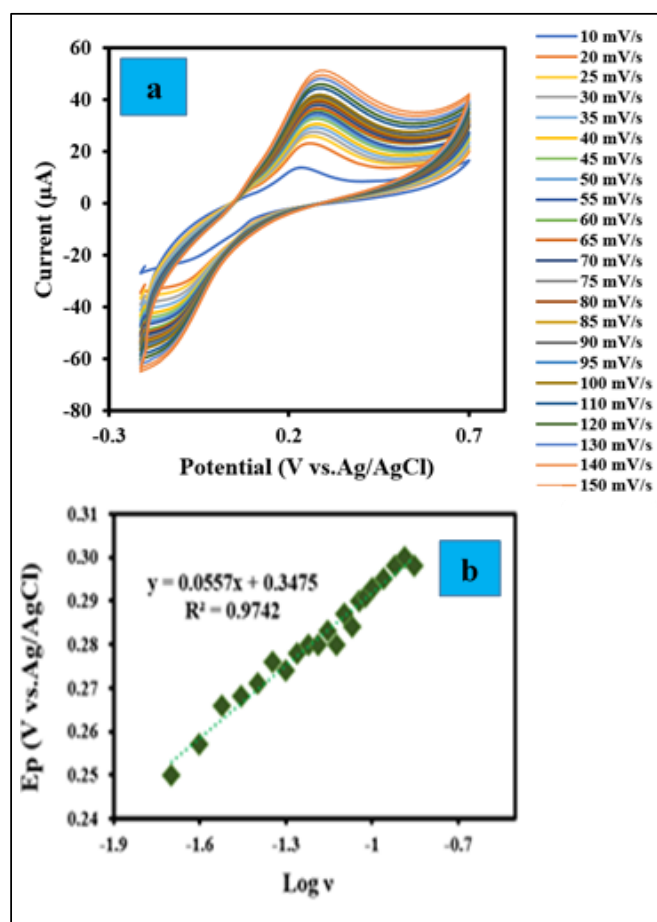 a
60
40
20
0
-20
-40
-60
-80
-0.3
0.2
0.7
Current (µA)
Potential (V vs.Ag/AgCl)
10 mV/s
20 mV/s
25 mV/s
30 mV/s
35 mV/s
40 mV/s
45 mV/s
50 mV/s
55 mV/s
60 mV/s
65 mV/s
70 mV/s
75 mV/s
80 mV/s
85 mV/s
90 mV/s
95 mV/s
100 mV/s
110 mV/s
120 mV/s
130 mV/s
140 mV/s
150 mV/s
b
y = 0.0557x + 0.3475
R² = 0.9742
0.31
0.30
0.29
0.28
0.27
0.26
0.25
0.24
-1.9
-1.6
-1.3
-1
-0.7
Ep (V vs.Ag/AgCl)
Log ν